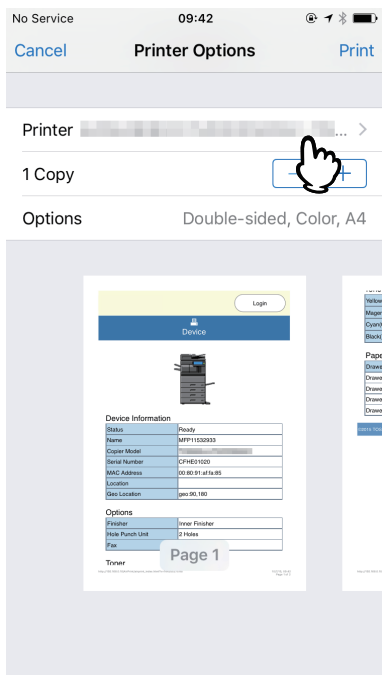 No Service 09:42
Cancel Printer Options Print
Printer ... >
1 Copy − +
Options Double-sided, Color, A4
Login
Device
Device Information
Status Ready
Name MFP11532933
Copier Model
Serial Number CFHE01020
MAC Address 00:80:91:af:fa:85
Location
Geo Location geo:90,180
Options
Finisher Inner Finisher
Hole Punch Unit 2 Holes
Fax
Toner
Page 1
Yellow
Magen
Cyan(
Black(
Pape
Drawe
Drawe
Drawe
Drawe